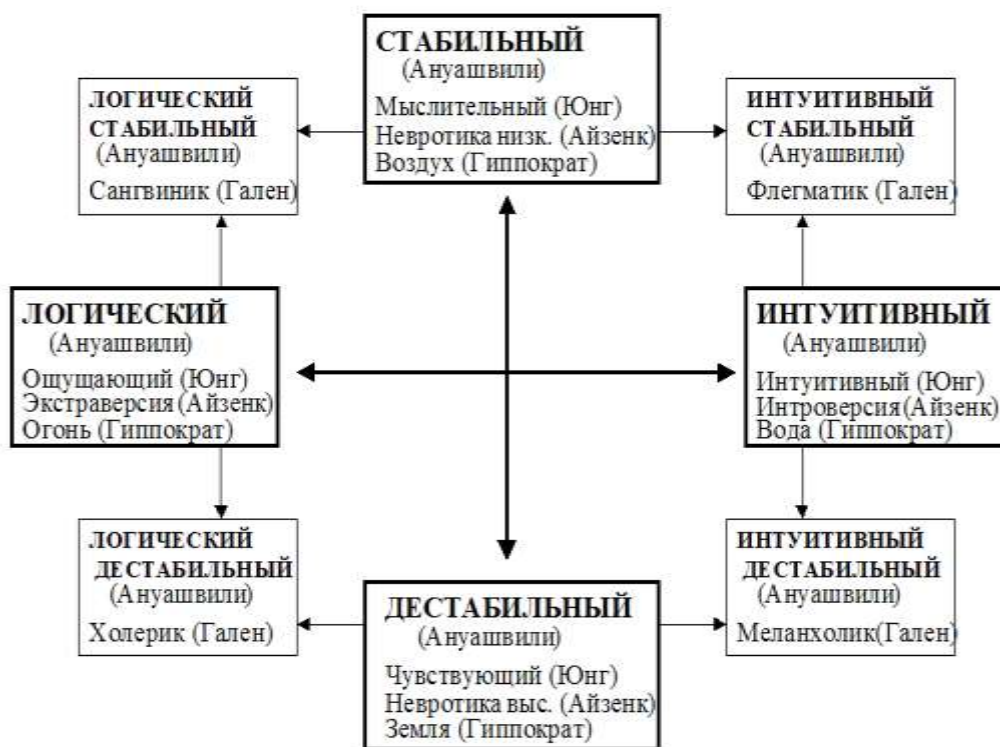 СТАБИЛЬНЫЙ
(Ануашвили)
Мыслительный (Юнг)
Невротика низк. (Айзенк)
Воздух (Гиппократ)
ЛОГИЧЕСКИЙ
СТАБИЛЬНЫЙ
(Ануашвили)
Сангвиник (Гален)
ИНТУИТИВНЫЙ
СТАБИЛЬНЫЙ
(Ануашвили)
Флегматик (Гален)
ЛОГИЧЕСКИЙ
(Ануашвили)
Ощущающий (Юнг)
Экстраверсия (Айзенк)
Огонь (Гиппократ)
ИНТУИТИВНЫЙ
(Ануашвили)
Интуитивный (Юнг)
Интроверсия (Айзенк)
Вода (Гиппократ)
ЛОГИЧЕСКИЙ
ДЕСТАБИЛЬНЫЙ
(Ануашвили)
Холерик (Гален)
ИНТУИТИВНЫЙ
ДЕСТАБИЛЬНЫЙ
(Ануашвили)
Меланхолик(Гален)
ДЕСТАБИЛЬНЫЙ
(Ануашвили)
Чувствующий (Юнг)
Невротика выс. (Айзенк)
Земля (Гиппократ)